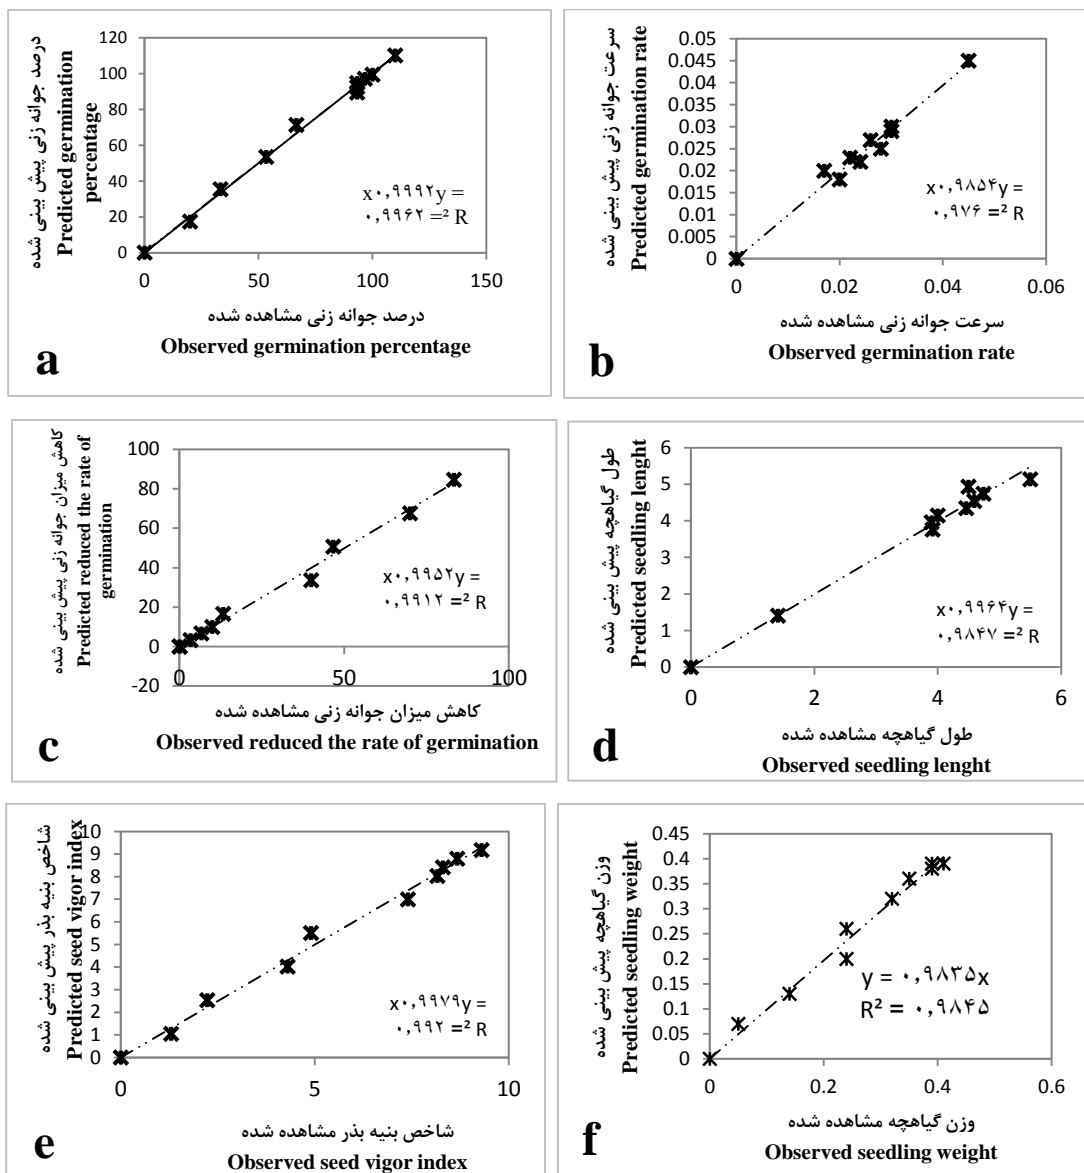 درصد جوانه زنی پیش بینی شده
Predicted germination
percentage
120
100
80
60
40
20
0
0
50
100
150
x۰,۹۹۹۲y =
۰,۹۹۶۲ =² R
درصد جوانه زنی مشاهده شده
Observed germination percentage
a
سرعت جوانه زنی پیش بینی شده
Predicted germination rate
0.05
0.045
0.04
0.035
0.03
0.025
0.02
0.015
0.01
0.005
0
0
0.02
0.04
0.06
x۰,۹۸۵۴y =
۰,۹۷۶ =² R
سرعت جوانه زنی مشاهده شده
Observed germination rate
b
کاهش میزان جوانه زنی پیش بینی شده
Predicted reduced the rate of
germination
100
80
60
40
20
0
-20
0
50
100
x۰,۹۹۵۲y =
۰,۹۹۱۲ =² R
کاهش میزان جوانه زنی مشاهده شده
Observed reduced the rate of germination
c
طول گیاهچه پیش بینی شده
Predicted seedling lenght
6
5
4
3
2
1
0
0
2
4
6
x۰,۹۹۶۴y =
۰,۹۸۴۷ =² R
طول گیاهچه مشاهده شده
Observed seedling lenght
d
شاخص بنیه بذر پیش بینی شده
Predicted seed vigor index
10
9
8
7
6
5
4
3
2
1
0
0
5
10
x۰,۹۹۷۹y =
۰,۹۹۲ =² R
شاخص بنیه بذر مشاهده شده
Observed seed vigor index
e
وزن گیاهچه پیش بینی شده
Predicted seedling weight
0.45
0.4
0.35
0.3
0.25
0.2
0.15
0.1
0.05
0
0
0.2
0.4
0.6
y = ۰,۹۸۳۵x
R² = ۰,۹۸۴۵
وزن گیاهچه مشاهده شده
Observed seedling weight
f